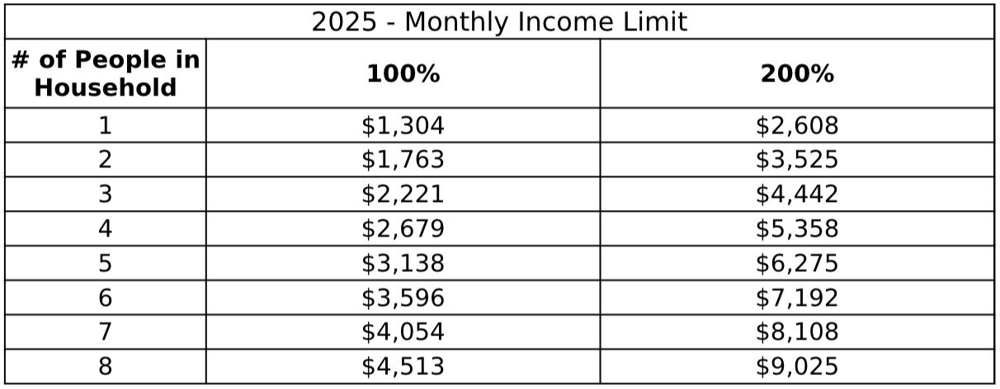 2025 - Monthly Income Limit
# of People in
Household
100%
200%
1 $1,304 $2,608
2 $1,763 $3,525
3 $2,221 $4,442
4 $2,679 $5,358
5 $3,138 $6,275
6 $3,596 $7,192
7 $4,054 $8,108
8 $4,513 $9,025